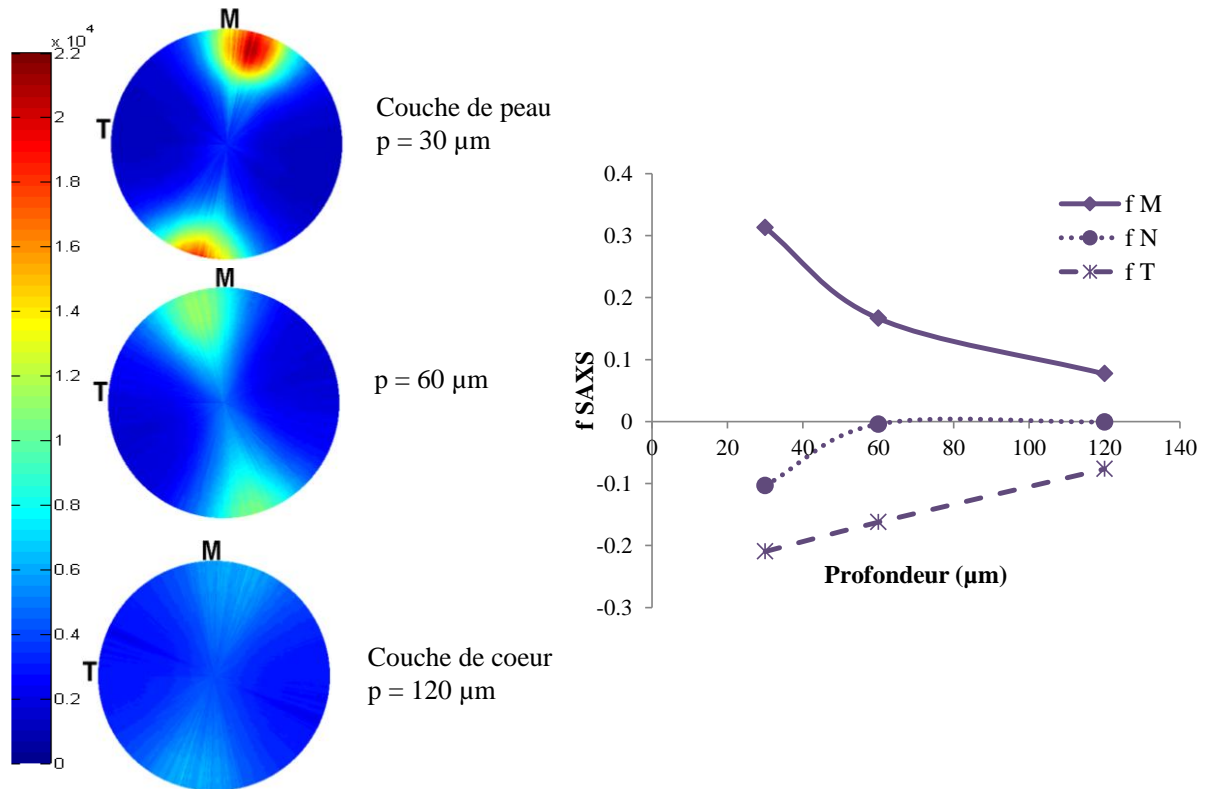 x 10⁴
2.2
2
1.8
1.6
1.4
1.2
1
0.8
0.6
0.4
0.2
0
M
T
Couche de peau
p = 30 µm
M
T
p = 60 µm
M
T
Couche de coeur
p = 120 µm
f SAXS
0.4
0.3
0.2
0.1
0
-0.1
-0.2
-0.3
0 20 40 60 80 100 120 140
Profondeur (µm)
f M
f N
f T